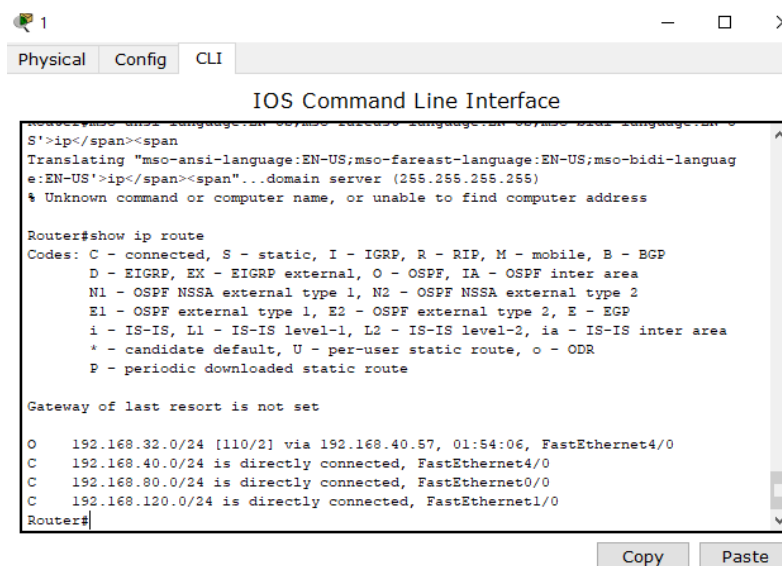 1
Physical Config CLI
IOS Command Line Interface
S'>ip</span><span
Translating "mso-ansi-language:EN-US;mso-fareast-language:EN-US;mso-bidi-languag
e:EN-US'>ip</span><span"...domain server (255.255.255.255)
% Unknown command or computer name, or unable to find computer address
Router#show ip route
Codes: C - connected, S - static, I - IGRP, R - RIP, M - mobile, B - BGP
D - EIGRP, EX - EIGRP external, O - OSPF, IA - OSPF inter area
N1 - OSPF NSSA external type 1, N2 - OSPF NSSA external type 2
E1 - OSPF external type 1, E2 - OSPF external type 2, E - EGP
i - IS-IS, L1 - IS-IS level-1, L2 - IS-IS level-2, ia - IS-IS inter area
* - candidate default, U - per-user static route, o - ODR
P - periodic downloaded static route
Gateway of last resort is not set
O 192.168.32.0/24 [110/2] via 192.168.40.57, 01:54:06, FastEthernet4/0
C 192.168.40.0/24 is directly connected, FastEthernet4/0
C 192.168.80.0/24 is directly connected, FastEthernet0/0
C 192.168.120.0/24 is directly connected, FastEthernet1/0
Router#
Copy Paste